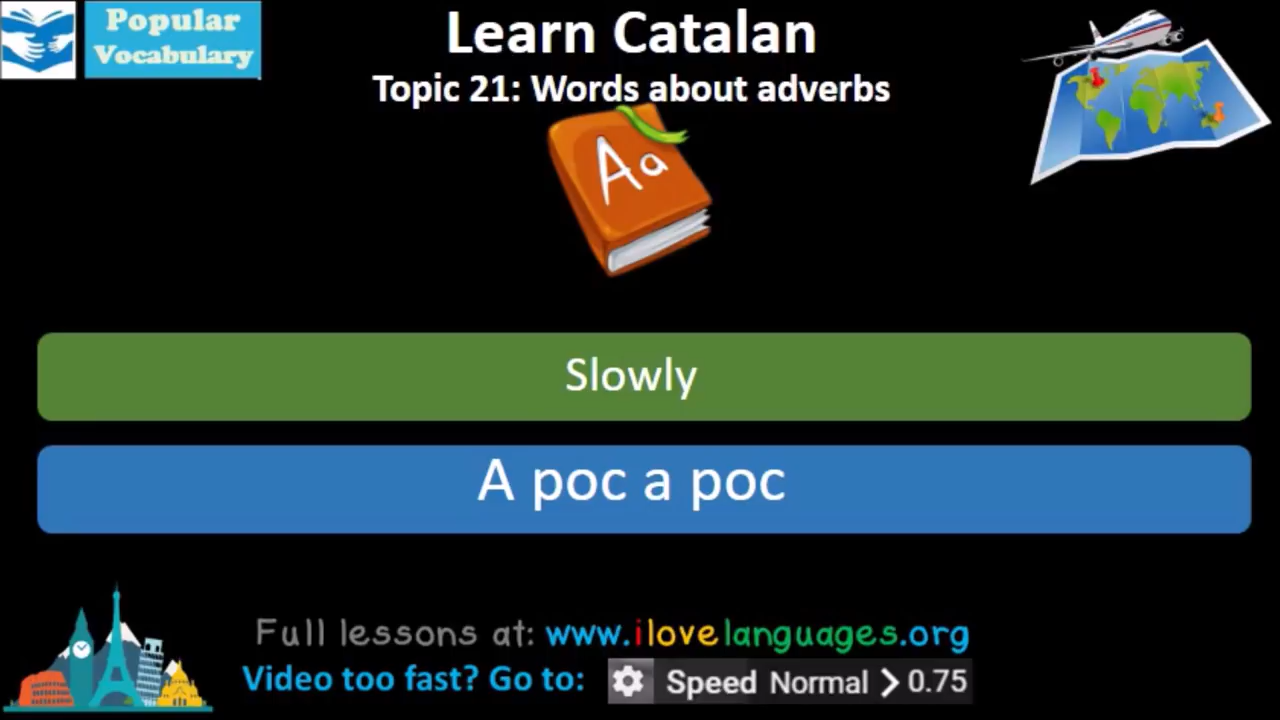 Popular
Vocabulary
Learn Catalan
Topic 21: Words about adverbs
Aa
Slowly
A poc a poc
Full lessons at: www.ilovelanguages.org
Video too fast? Go to: Speed Normal > 0.75